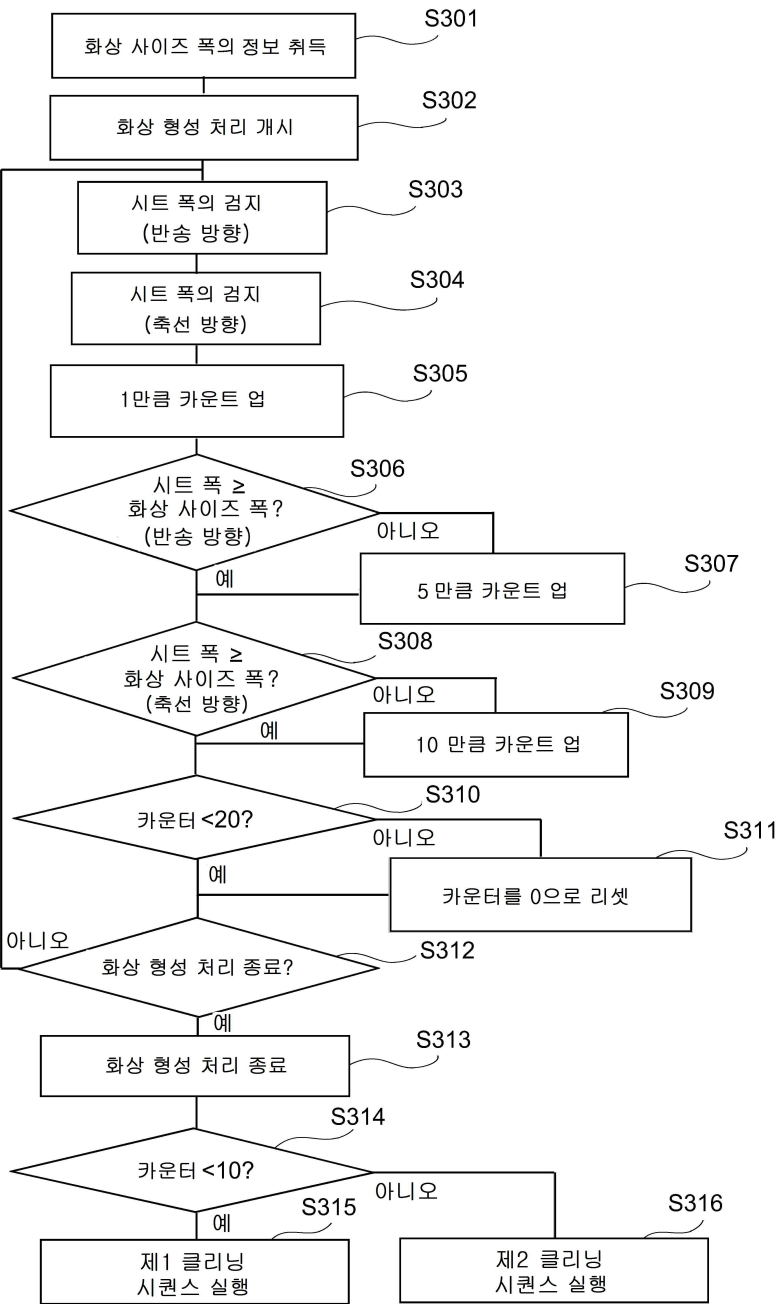 S301
화상 사이즈 폭의 정보 취득
S302
화상 형성 처리 개시
S303
시트 폭의 검지
(반송 방향)
S304
시트 폭의 검지
(축선 방향)
S305
1만큼 카운트 업
S306
시트 폭 ≥
화상 사이즈 폭?
(반송 방향)
아니오
예
S307
5 만큼 카운트 업
S308
시트 폭 ≥
화상 사이즈 폭?
(축선 방향)
아니오
예
S309
10 만큼 카운트 업
S310
카운터 <20?
아니오
예
S311
카운터를 0으로 리셋
아니오
S312
화상 형성 처리 종료?
예
S313
화상 형성 처리 종료
S314
카운터 <10?
아니오
예
S315
제1 클리닝
시퀀스 실행
S316
제2 클리닝
시퀀스 실행